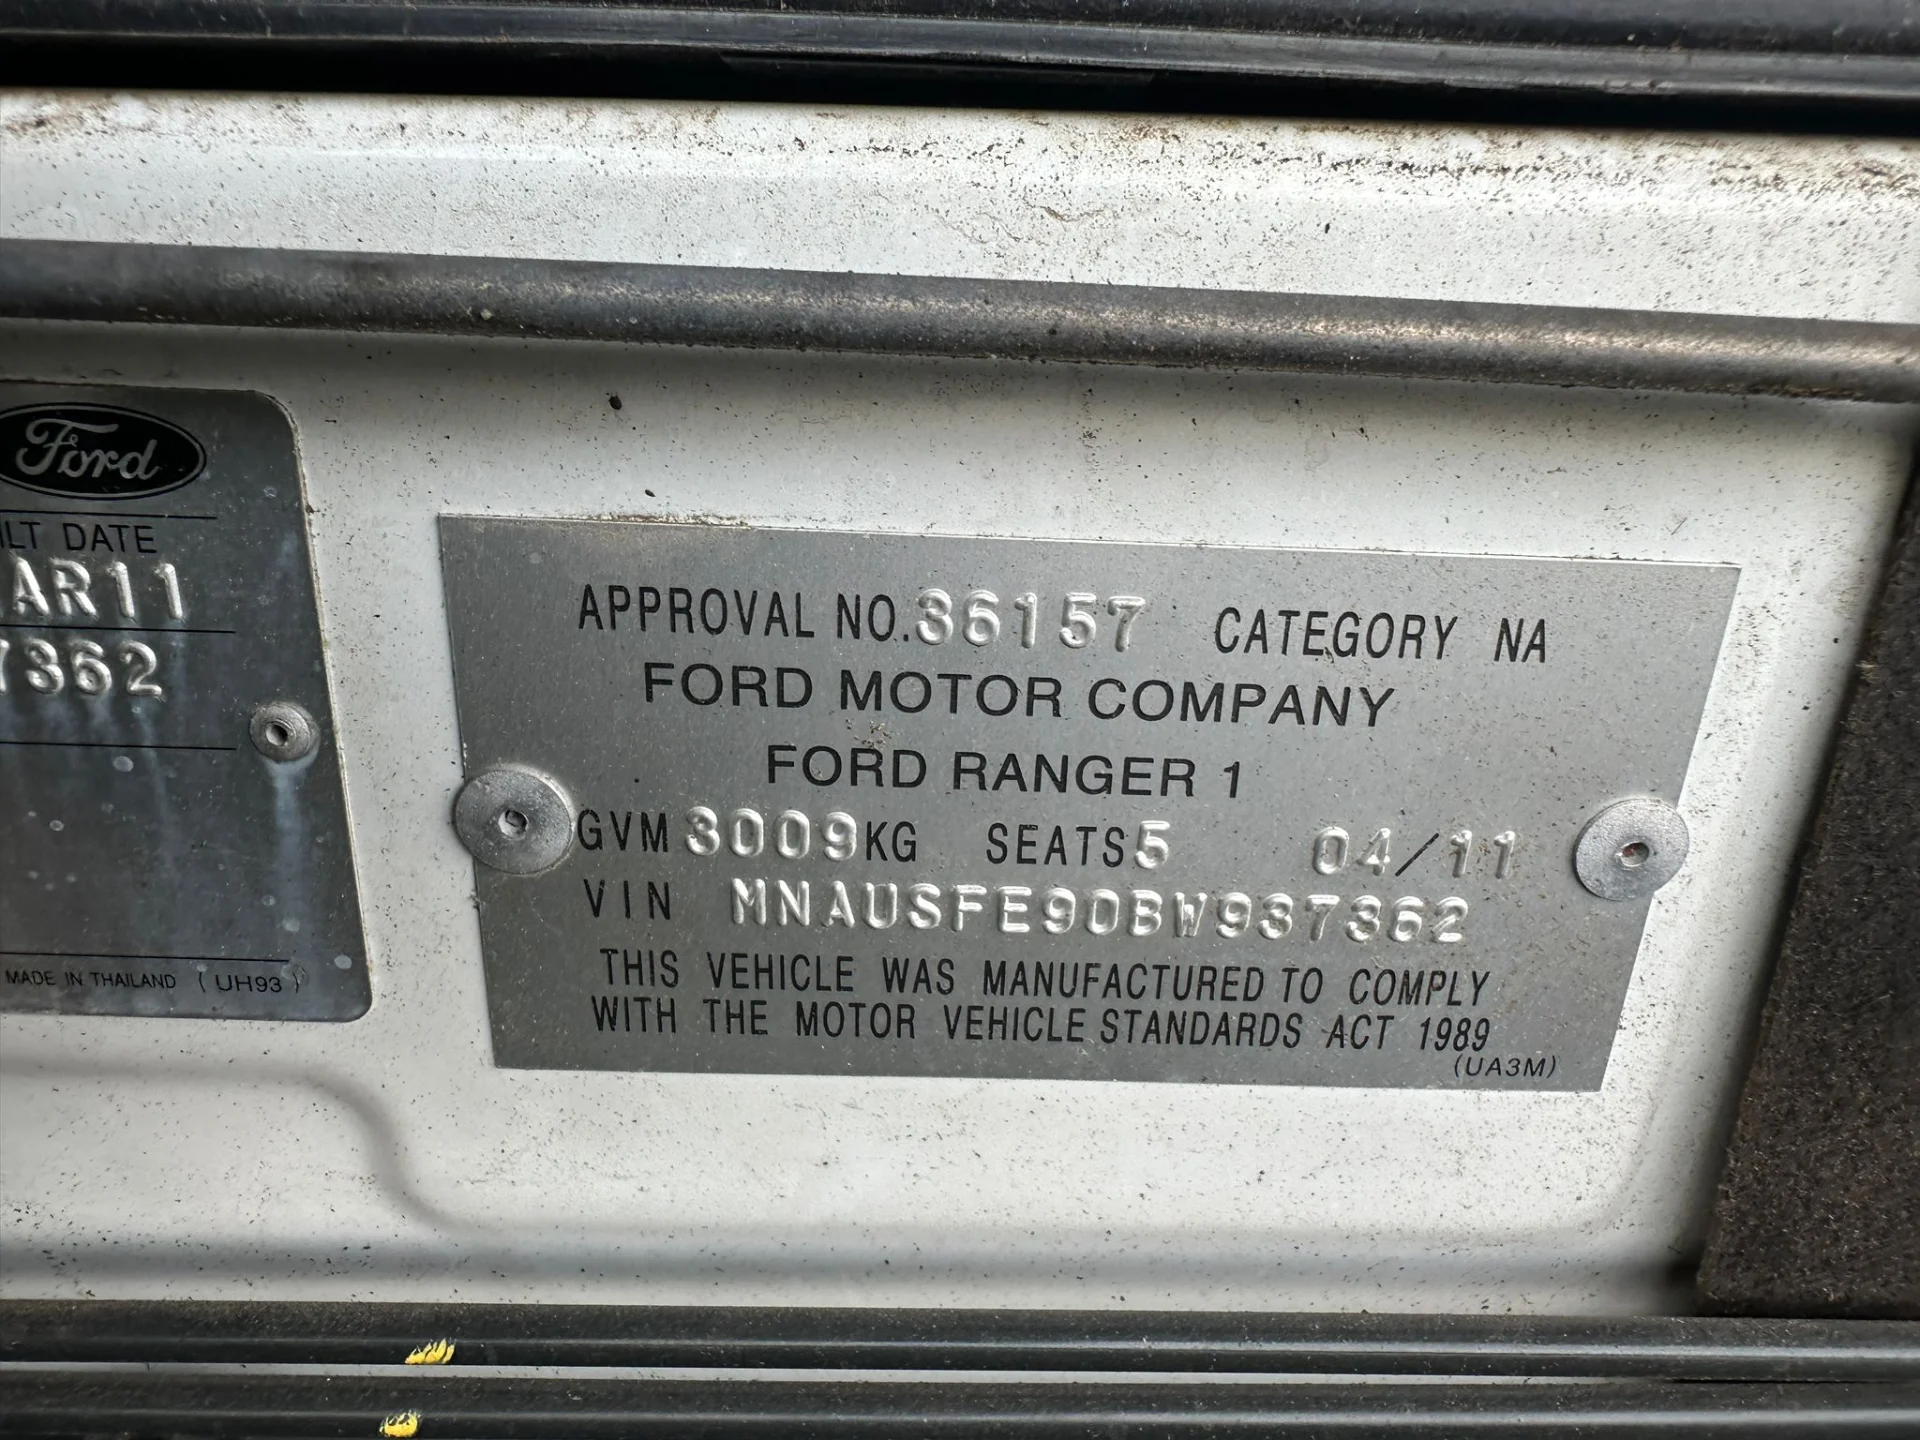 Ford
ILT DATE
AR11
7362
MADE IN THAILAND (UH93)
APPROVAL NO.36157 CATEGORY NA
FORD MOTOR COMPANY
FORD RANGER 1
GVM 3009KG SEATS 5 04/11
VIN MNAUSFE90BW937362
THIS VEHICLE WAS MANUFACTURED TO COMPLY
WITH THE MOTOR VEHICLE STANDARDS ACT 1989
(UA3M)